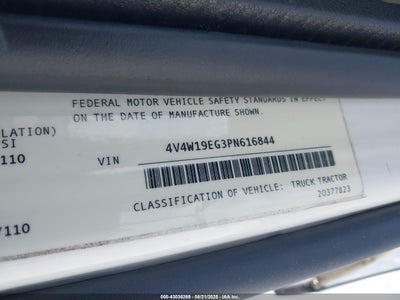 FEDERAL MOTOR VEHICLE SAFETY STANDARDS IN EFFECT
ON THE DATE OF MANUFACTURE SHOWN.
LATION)
SI
110
VIN 4V4W19EG3PN616844
CLASSIFICATION OF VEHICLE: TRUCK TRACTOR
20377823
/110
000-43036269 - 08/21/2025 - IAA Inc.